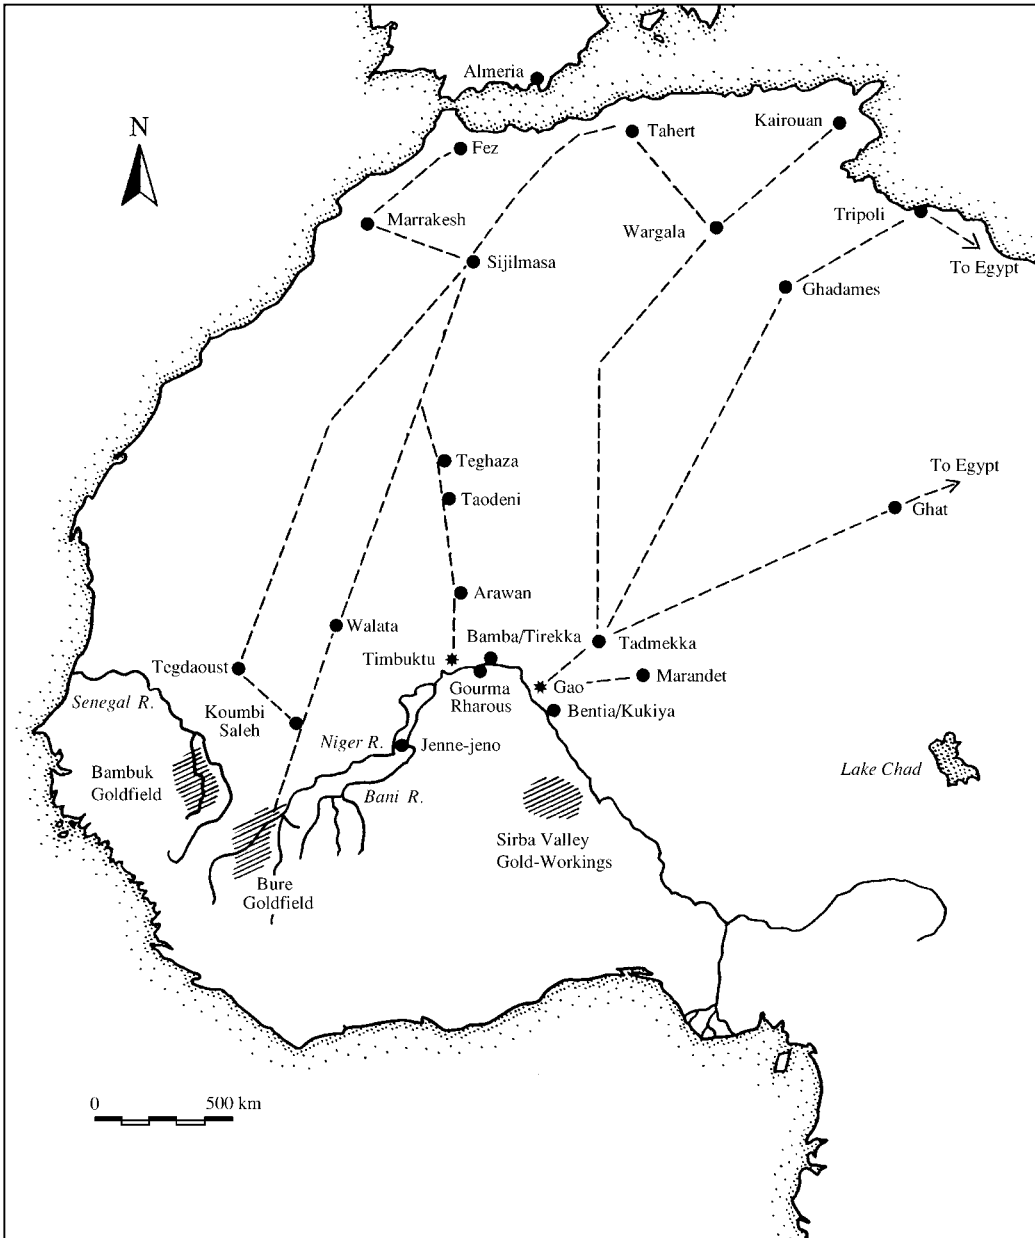 Almeria
N
Fez
Tahert
Kairouan
Marrakesh
Wargala
Tripoli
Sijilmasa
To Egypt
Ghadames
Teghaza
To Egypt
Taodeni
Ghat
Arawan
Walata
Bamba/Tirekka
Tadmekka
Timbuktu
Tegdaoust
Marandet
Gao
Gourma
Rharous
Senegal R.
Koumbi
Saleh
Bentia/Kukiya
Niger R.
Jenne-jeno
Bambuk
Goldfield
Lake Chad
Bani R.
Sirba Valley
Gold-Workings
Bure
Goldfield
0
500 km